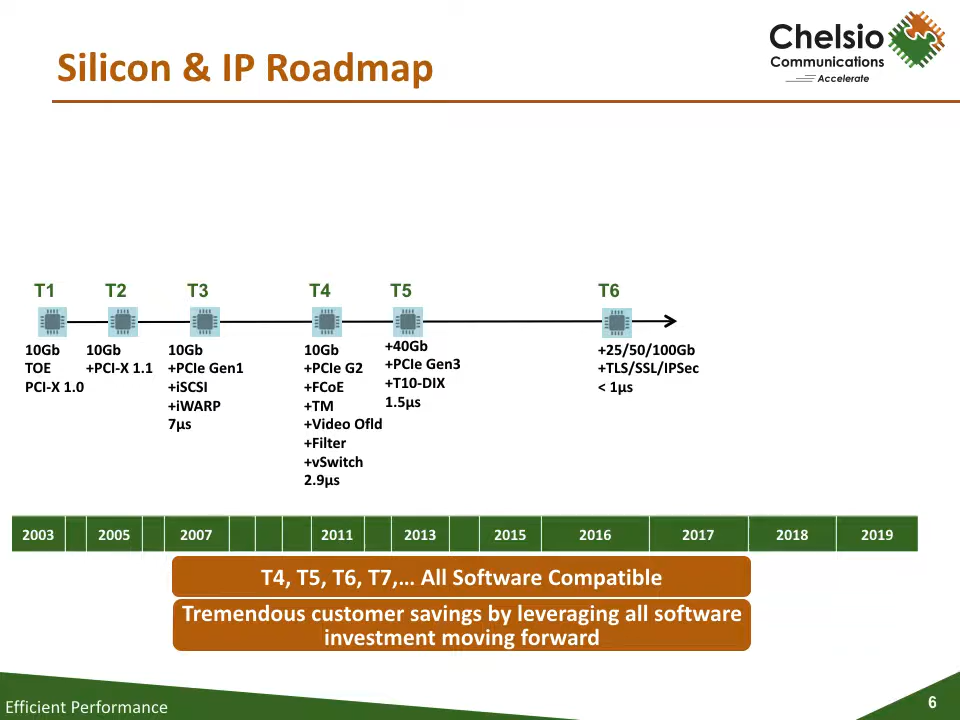 Silicon & IP Roadmap
Chelsio
Communications
Accelerate
T1
T2
T3
T4
T5
T6
10Gb
TOE
PCI-X 1.0
10Gb
+PCI-X 1.1
10Gb
+PCIe Gen1
+iSCSI
+iWARP
7µs
10Gb
+PCIe G2
+FCoE
+TM
+Video Ofld
+Filter
+vSwitch
2.9µs
+40Gb
+PCIe Gen3
+T10-DIX
1.5µs
+25/50/100Gb
+TLS/SSL/IPSec
< 1µs
2003
2005
2007
2011
2013
2015
2016
2017
2018
2019
T4, T5, T6, T7,… All Software Compatible
Tremendous customer savings by leveraging all software
investment moving forward
Efficient Performance
6